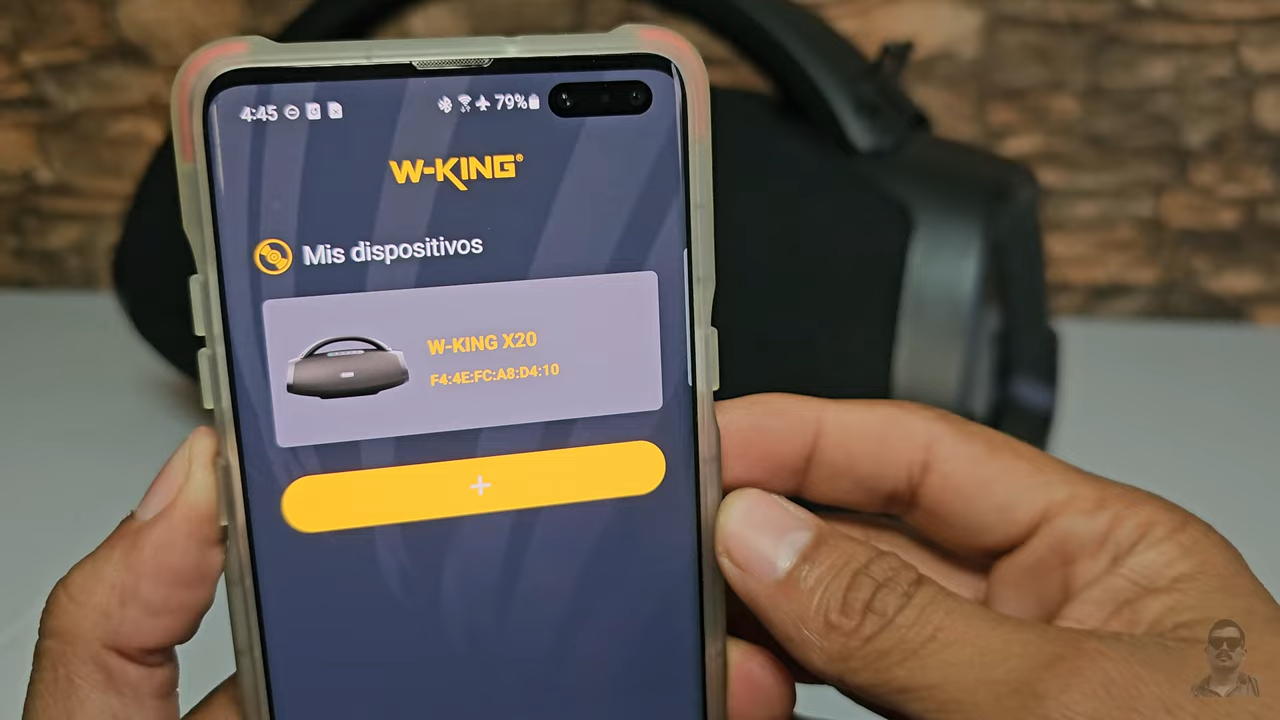 4:45 79%
W-KING®
Mis dispositivos
W-KING X20
F4:4E:FC:A8:D4:10
+